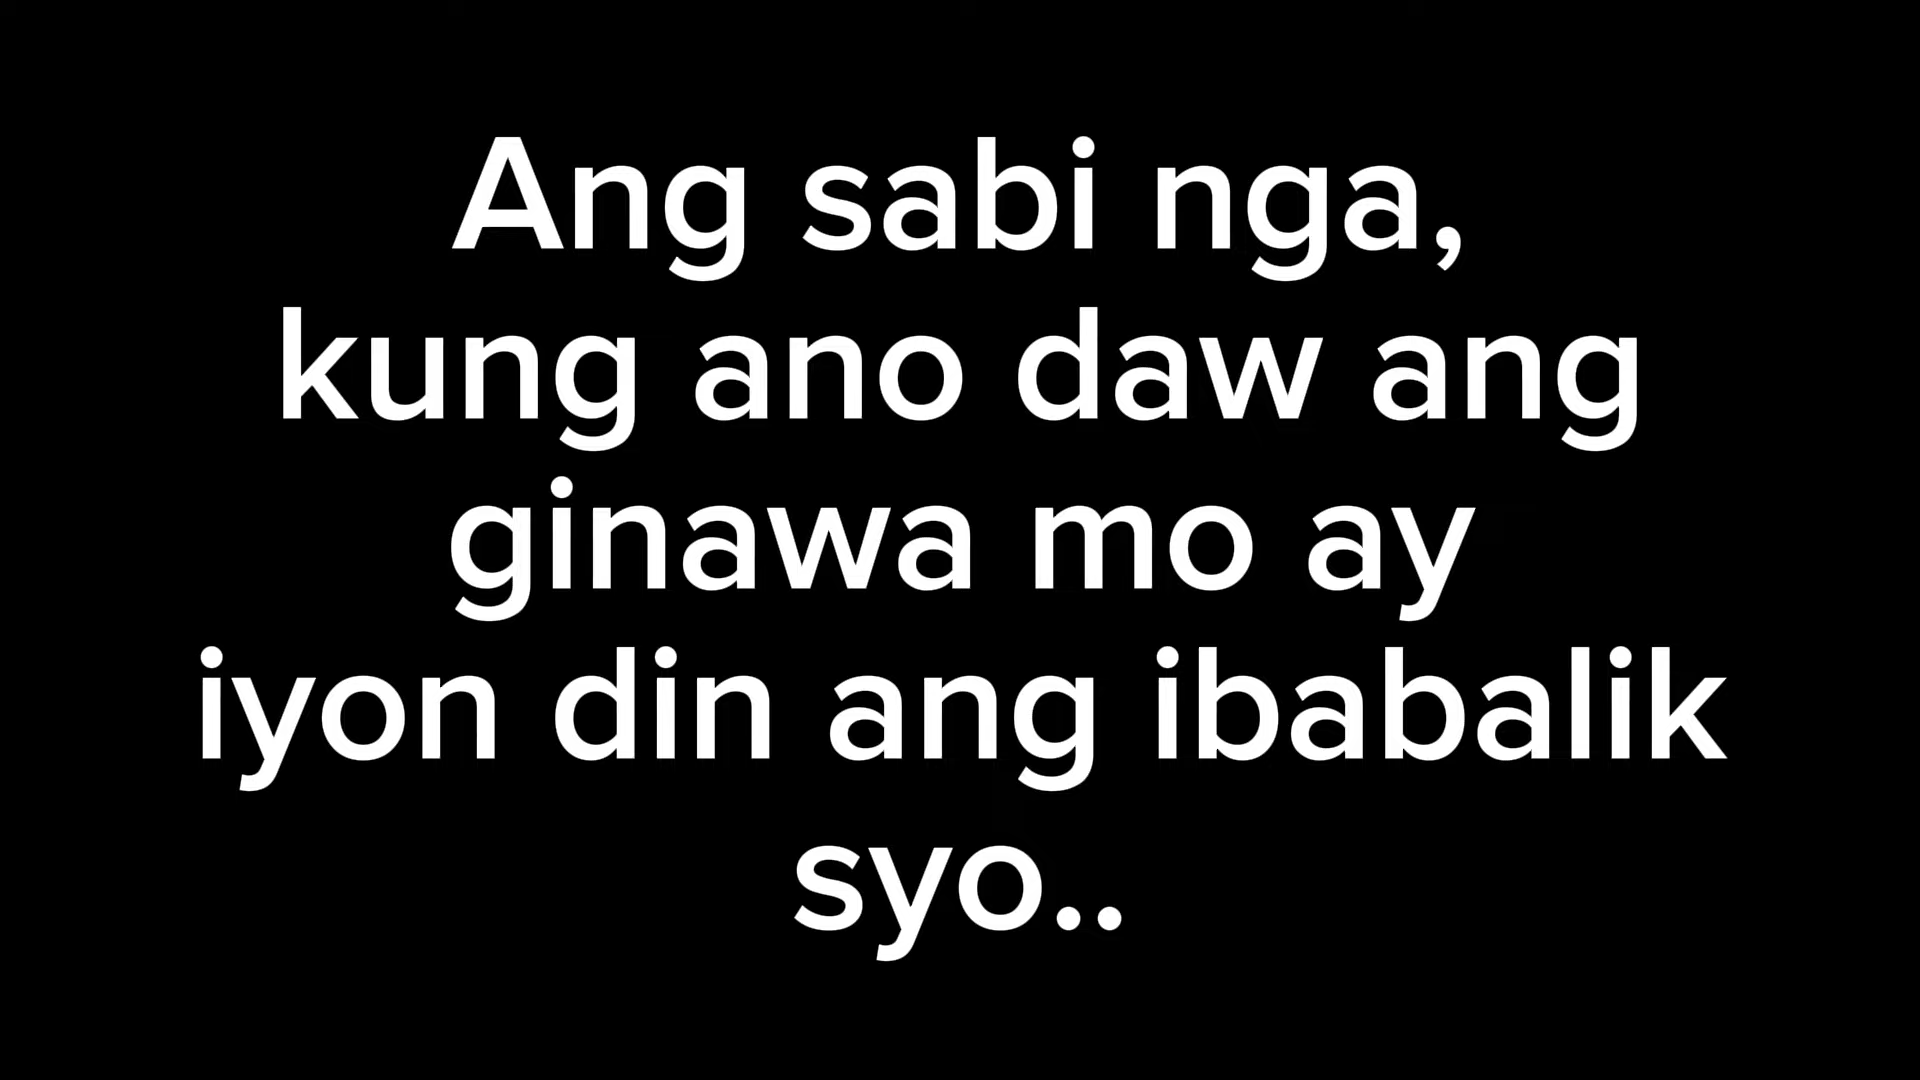 Ang sabi nga,
kung ano daw ang
ginawa mo ay
iyon din ang ibabalik
syo..